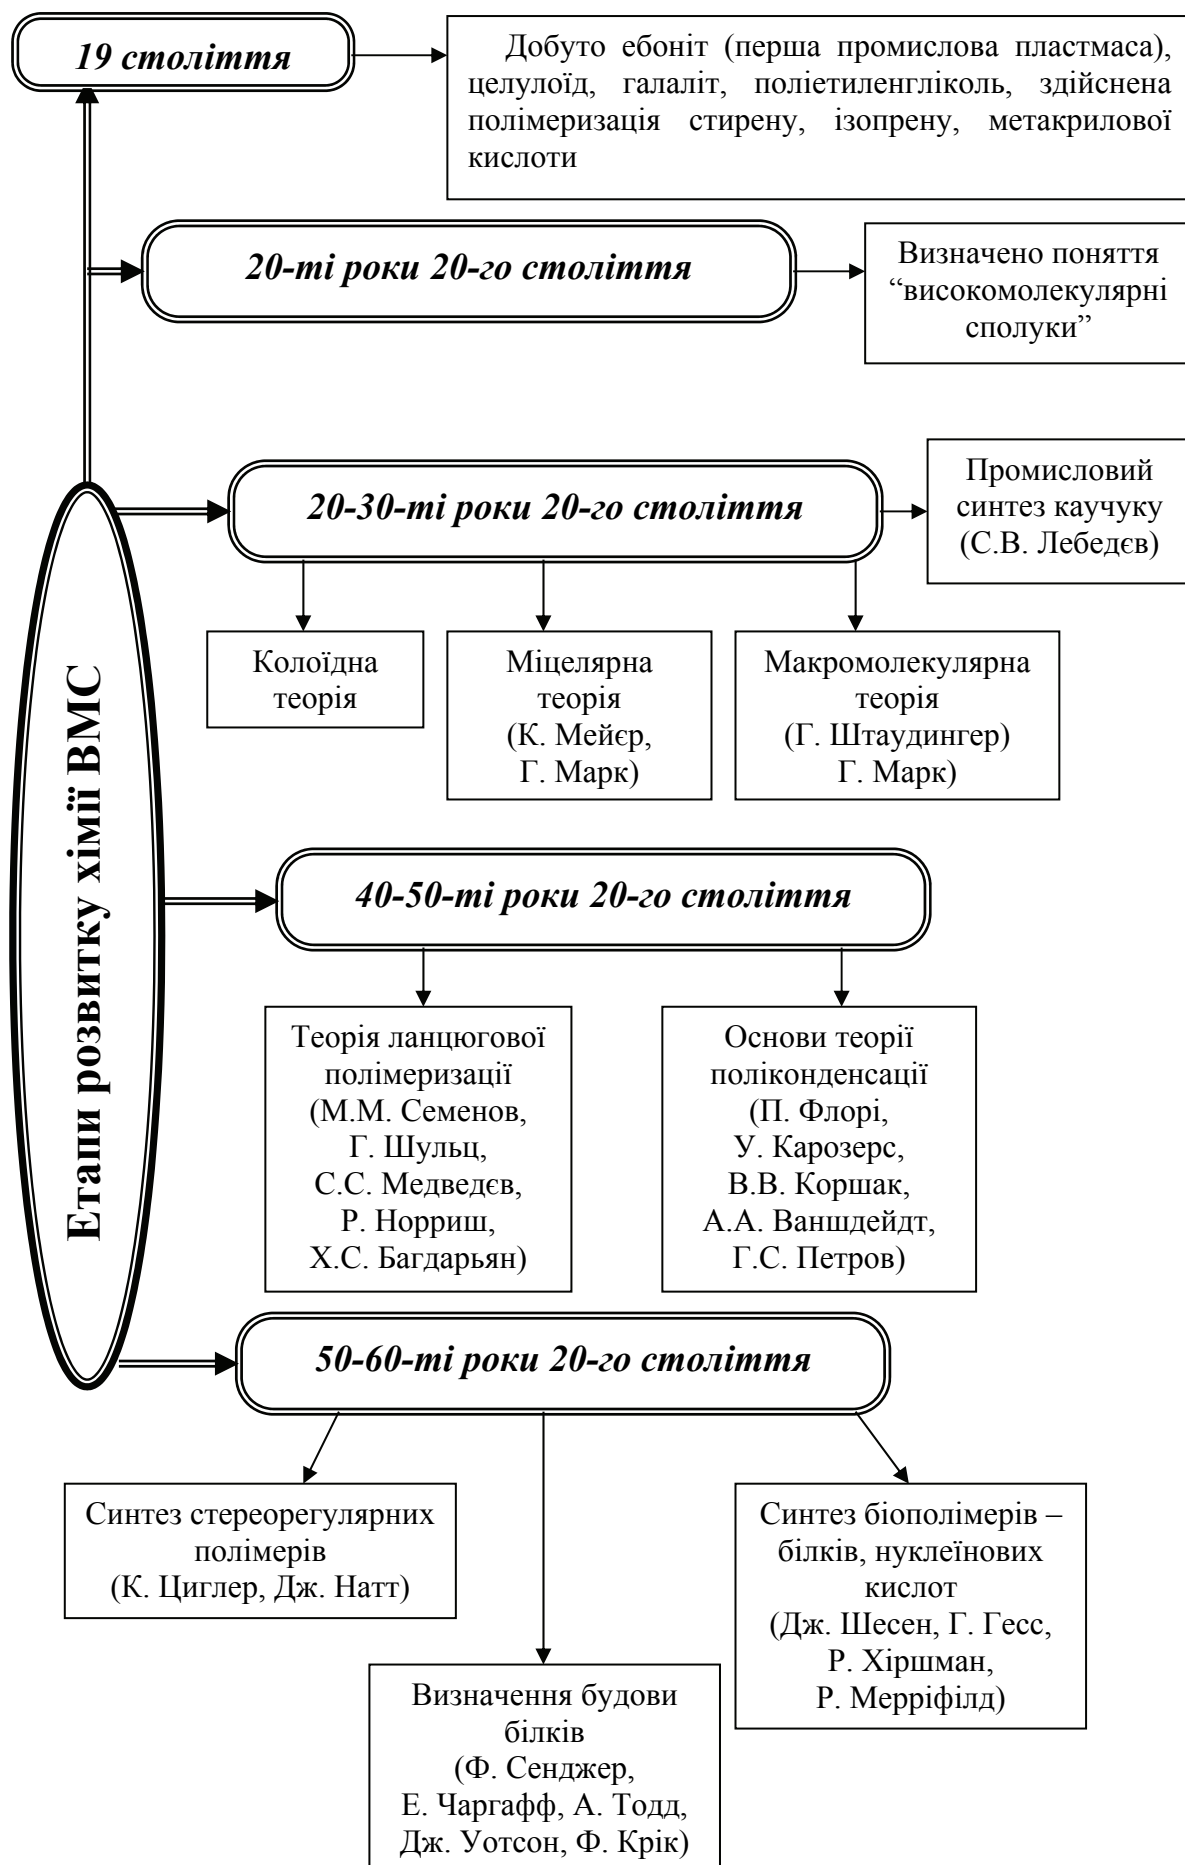 19 століття
Добуто ебоніт (перша промислова пластмаса),
целулоїд, галаліт, поліетиленгліколь, здійснена
полімеризація стирену, ізопрену, метакрилової
кислоти
20-ті роки 20-го століття
Визначено поняття
“високомолекулярні
сполуки”
Етапи розвитку хімії ВМС
20-30-ті роки 20-го століття
Промисловий
синтез каучуку
(С.В. Лебедєв)
Колоїдна
теорія
Міцелярна
теорія
(К. Мейєр,
Г. Марк)
Макромолекулярна
теорія
(Г. Штаудингер)
Г. Марк)
40-50-ті роки 20-го століття
Теорія ланцюгової
полімеризації
(М.М. Семенов,
Г. Шульц,
С.С. Медведєв,
Р. Норриш,
Х.С. Багдарьян)
Основи теорії
поліконденсації
(П. Флорі,
У. Карозерс,
В.В. Коршак,
А.А. Ваншдейдт,
Г.С. Петров)
50-60-ті роки 20-го століття
Синтез стереорегулярних
полімерів
(К. Циглер, Дж. Натт)
Визначення будови
білків
(Ф. Сенджер,
Е. Чаргафф, А. Тодд,
Дж. Уотсон, Ф. Крік)
Синтез біополімерів –
білків, нуклеїнових
кислот
(Дж. Шесен, Г. Гесс,
Р. Хіршман,
Р. Мерріфілд)